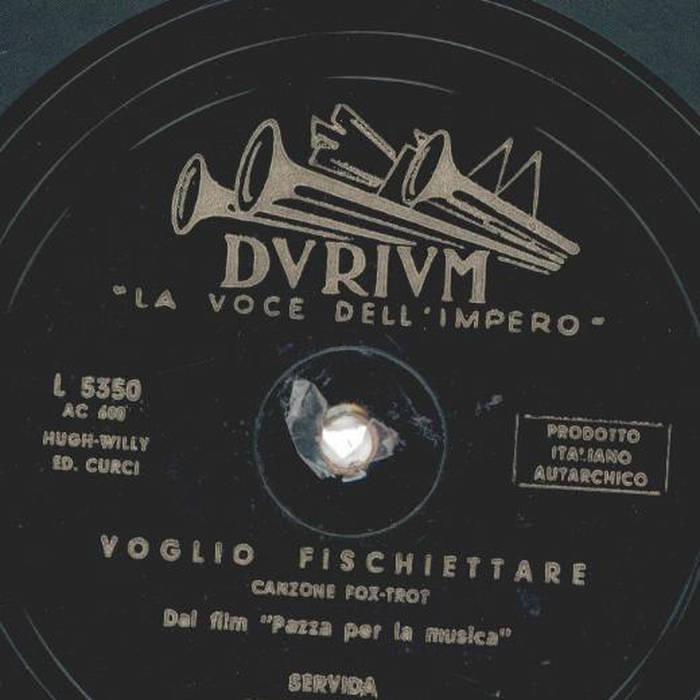 DVRIVM
"LA VOCE DELL'IMPERO"
L 5350
AC 600
HUGH-WILLY
ED. CURCI
PRODOTTO
ITALIANO
AUTARCHICO
VOGLIO FISCHIETTARE
CANZONE FOX-TROT
Dal film "Pazza per la musica"
SERVIDA